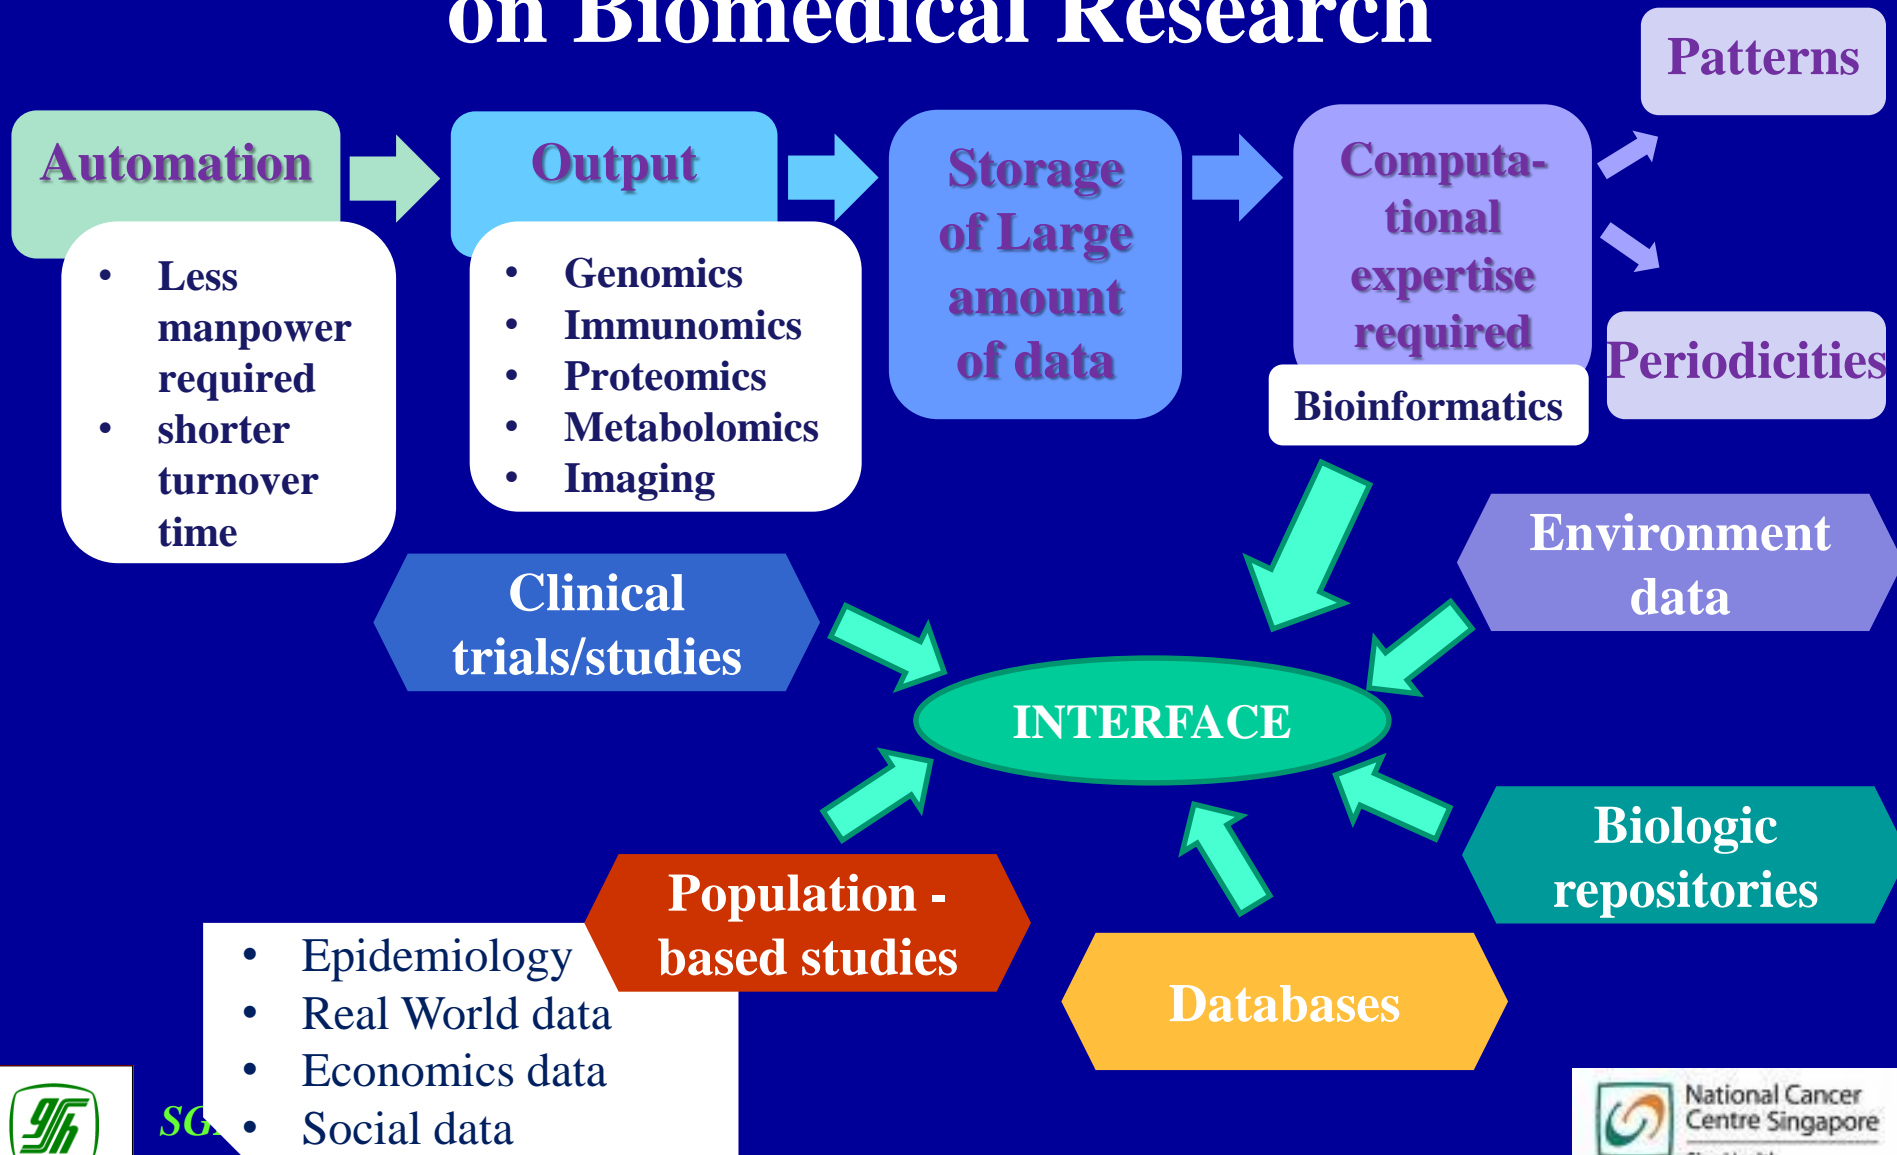 on Biomedical Research
Patterns
Automation
Output
Storage
of Large
amount
of data
Computa-
tional
expertise
required
Periodicities
Bioinformatics
• Less
manpower
required
• shorter
turnover
time
• Genomics
• Immunomics
• Proteomics
• Metabolomics
• Imaging
Clinical
trials/studies
Environment
data
INTERFACE
Biologic
repositories
Population -
based studies
Databases
• Epidemiology
• Real World data
• Economics data
• Social data
National Cancer
Centre Singapore